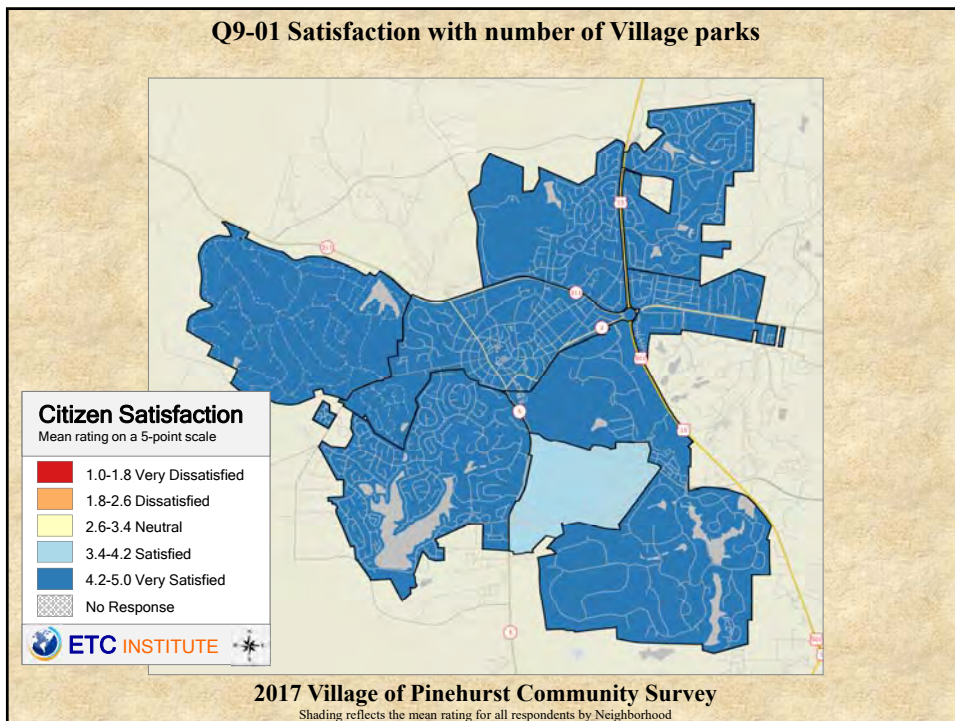 Q9-01 Satisfaction with number of Village parks
Citizen Satisfaction
Mean rating on a 5-point scale
1.0-1.8 Very Dissatisfied
1.8-2.6 Dissatisfied
2.6-3.4 Neutral
3.4-4.2 Satisfied
4.2-5.0 Very Satisfied
No Response
ETC INSTITUTE
2017 Village of Pinehurst Community Survey
Shading reflects the mean rating for all respondents by Neighborhood